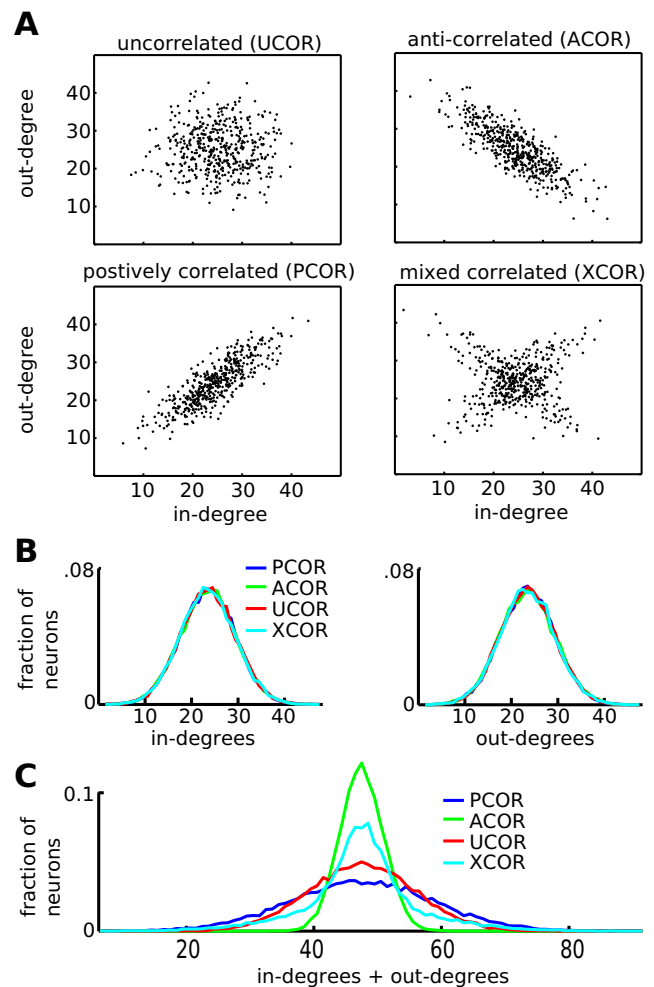 A
uncorrelated (UCOR)
anti-correlated (ACOR)
out-degree
40
30
20
10
postively correlated (PCOR)
mixed correlated (XCOR)
out-degree
40
30
20
10
10 20 30 40
in-degree
10 20 30 40
in-degree
B
fraction of
neurons
.08
0
PCOR
ACOR
UCOR
XCOR
10 20 30 40
in-degrees
.08
0
10 20 30 40
out-degrees
C
fraction of
neurons
0.1
0
PCOR
ACOR
UCOR
XCOR
20 40 60 80
in-degrees + out-degrees